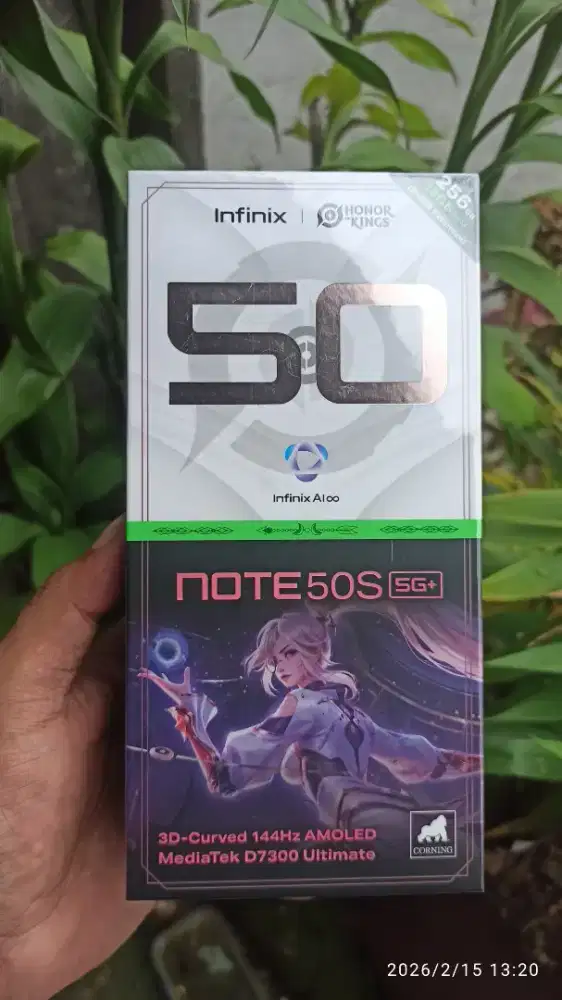 Infinix | HONOR OF KINGS
256GB
50
Infinix AI∞
NOTE 50S 5G+
3D-Curved 144Hz AMOLED
MediaTek D7300 Ultimate
CORNING
2026/2/15 13:20